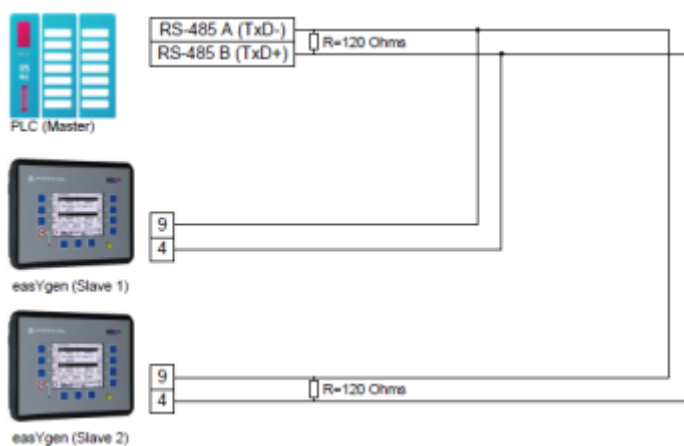 RS-485 A (TxD-)
RS-485 B (TxD+)
R=120 Ohms
PLC (Master)
9
4
easYgen (Slave 1)
9
4
R=120 Ohms
easYgen (Slave 2)